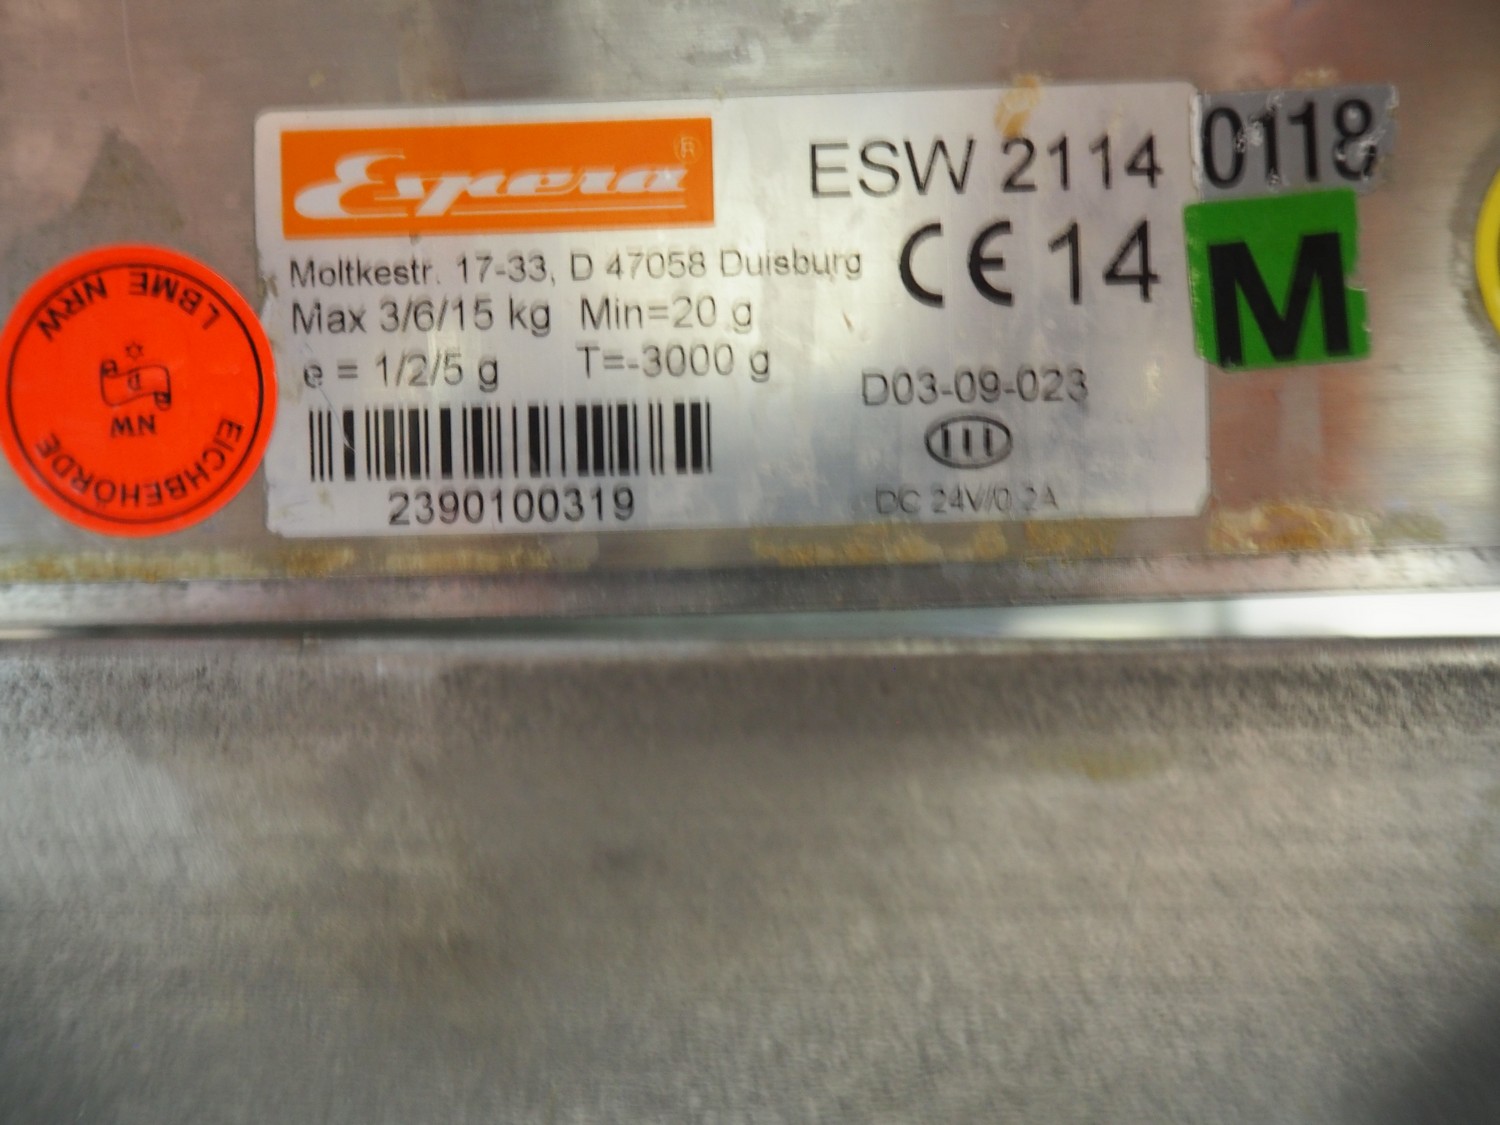 Espera ®
ESW 2114
0118
CE 14
M
Moltkestr. 17-33, D 47058 Duisburg
Max 3/6/15 kg Min=20 g
e = 1/2/5 g T=-3000 g
D03-09-023
III
2390100319
DC 24V/0,2A
LBME NRW
D
NW
EICHBEHÖRDE